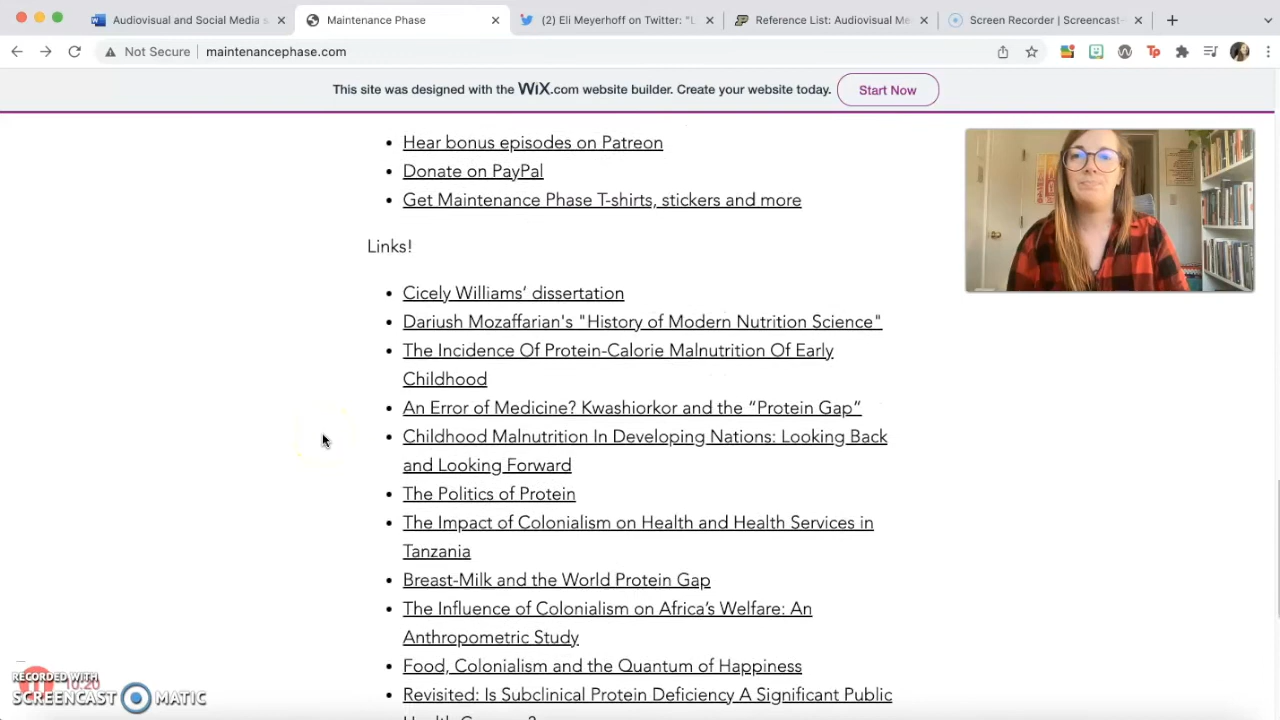 Audiovisual and Social Media s
Maintenance Phase
(2) Eli Meyerhoff on Twitter: "L
Reference List: Audiovisual Me
Screen Recorder | Screencast-
Not Secure
maintenancephase.com
Tp
This site was designed with the WiX.com website builder. Create your website today.
Start Now
Hear bonus episodes on Patreon
Donate on PayPal
Get Maintenance Phase T-shirts, stickers and more
Links!
Cicely Williams’ dissertation
Dariush Mozaffarian's "History of Modern Nutrition Science"
The Incidence Of Protein-Calorie Malnutrition Of Early
Childhood
An Error of Medicine? Kwashiorkor and the “Protein Gap”
Childhood Malnutrition In Developing Nations: Looking Back
and Looking Forward
The Politics of Protein
The Impact of Colonialism on Health and Health Services in
Tanzania
Breast-Milk and the World Protein Gap
The Influence of Colonialism on Africa’s Welfare: An
Anthropometric Study
Food, Colonialism and the Quantum of Happiness
Revisited: Is Subclinical Protein Deficiency A Significant Public
RECORDED WITH
10:20
SCREENCAST MATIC